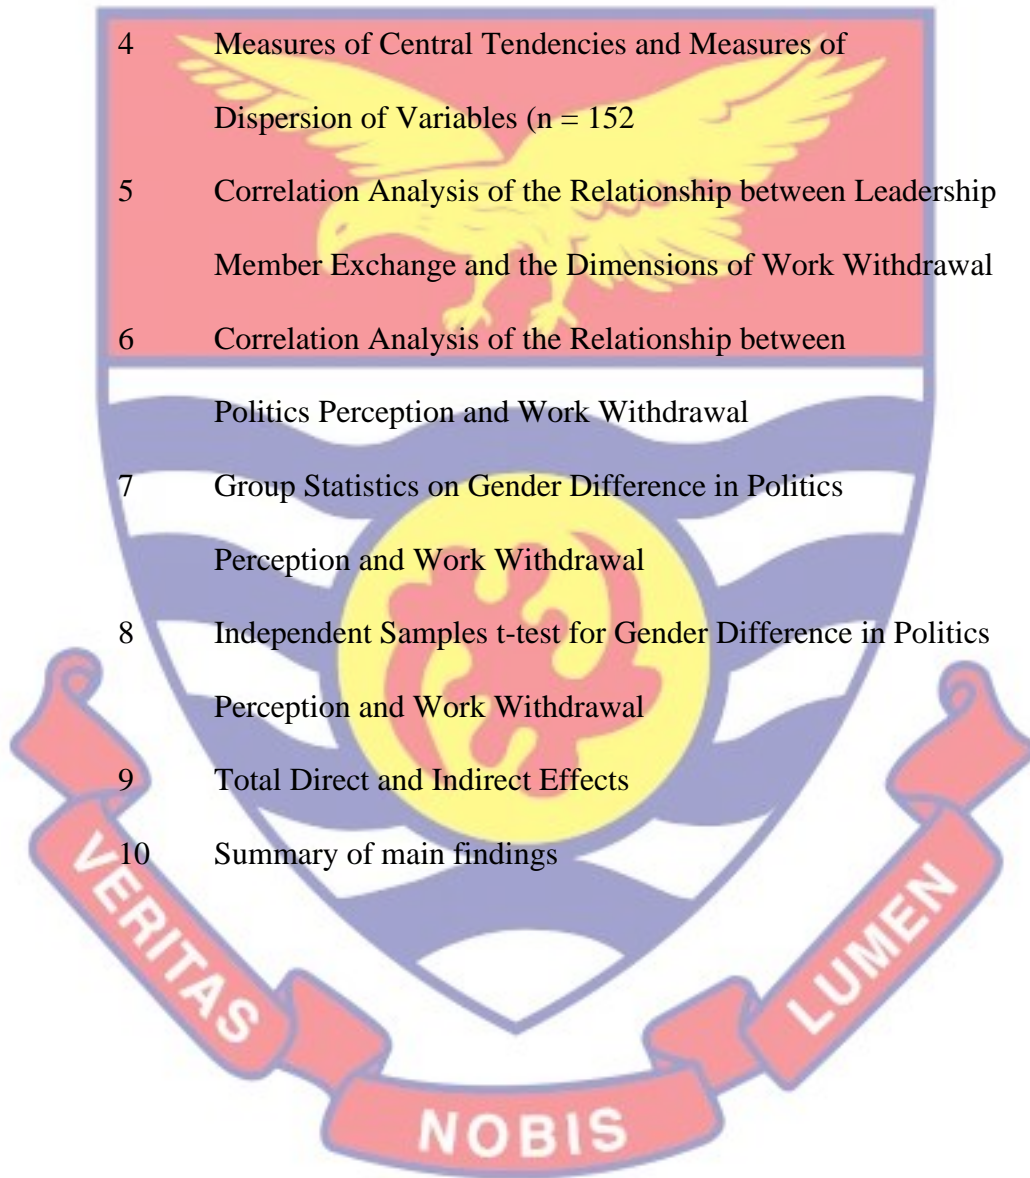 4 Measures of Central Tendencies and Measures of
Dispersion of Variables (n = 152
5 Correlation Analysis of the Relationship between Leadership
Member Exchange and the Dimensions of Work Withdrawal
6 Correlation Analysis of the Relationship between
Politics Perception and Work Withdrawal
7 Group Statistics on Gender Difference in Politics
Perception and Work Withdrawal
8 Independent Samples t-test for Gender Difference in Politics
Perception and Work Withdrawal
9 Total Direct and Indirect Effects
10 Summary of main findings
VERITAS
NOBIS
LUMEN